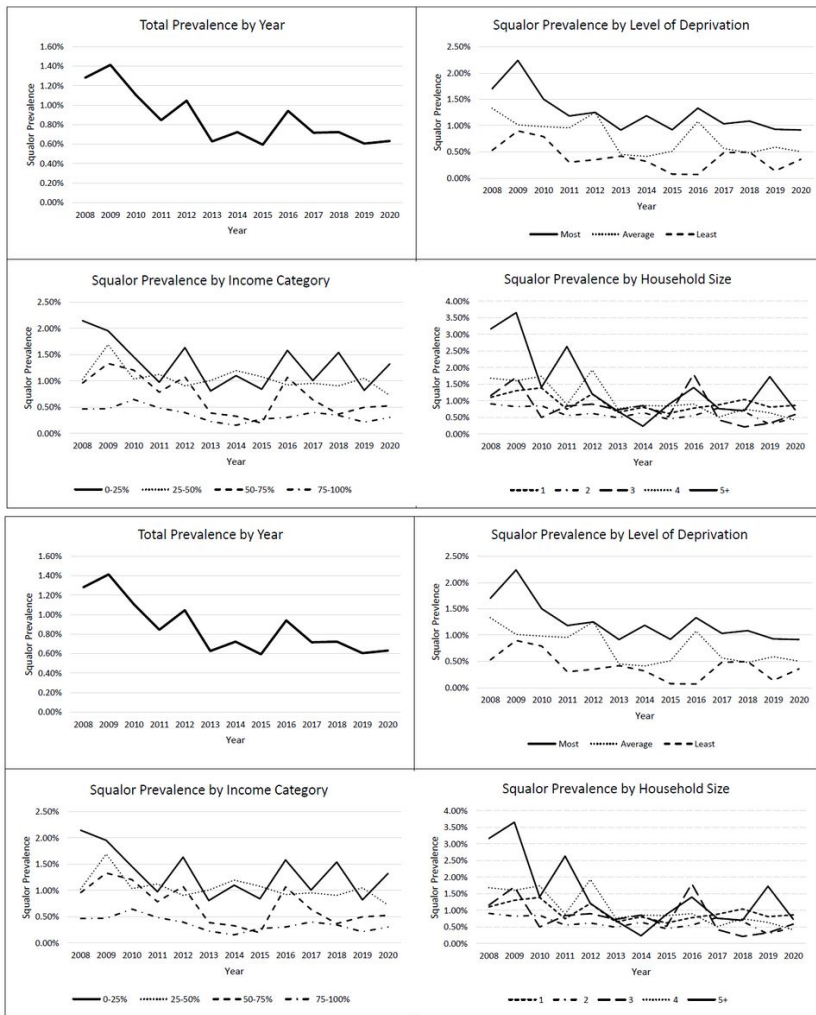 Total Prevalence by Year
Squalor Prevalence
1.60%
1.40%
1.20%
1.00%
0.80%
0.60%
0.40%
0.20%
0.00%
2008 2009 2010 2011 2012 2013 2014 2015 2016 2017 2018 2019 2020
Year
Squalor Prevalence by Level of Deprivation
Squalor Prevlence
2.50%
2.00%
1.50%
1.00%
0.50%
0.00%
2008 2009 2010 2011 2012 2013 2014 2015 2016 2017 2018 2019 2020
Year
Most Average Least
Squalor Prevalence by Income Category
Squalor Prevalence
2.50%
2.00%
1.50%
1.00%
0.50%
0.00%
2008 2009 2010 2011 2012 2013 2014 2015 2016 2017 2018 2019 2020
Year
0-25% 25-50% 50-75% 75-100%
Squalor Prevalence by Household Size
Squalor Prevalence
4.00%
3.50%
3.00%
2.50%
2.00%
1.50%
1.00%
0.50%
0.00%
2008 2009 2010 2011 2012 2013 2014 2015 2016 2017 2018 2019 2020
Year
1 2 3 4 5+
Total Prevalence by Year
Squalor Prevalence
1.60%
1.40%
1.20%
1.00%
0.80%
0.60%
0.40%
0.20%
0.00%
2008 2009 2010 2011 2012 2013 2014 2015 2016 2017 2018 2019 2020
Year
Squalor Prevalence by Level of Deprivation
Squalor Prevlence
2.50%
2.00%
1.50%
1.00%
0.50%
0.00%
2008 2009 2010 2011 2012 2013 2014 2015 2016 2017 2018 2019 2020
Year
Most Average Least
Squalor Prevalence by Income Category
Squalor Prevalence
2.50%
2.00%
1.50%
1.00%
0.50%
0.00%
2008 2009 2010 2011 2012 2013 2014 2015 2016 2017 2018 2019 2020
Year
0-25% 25-50% 50-75% 75-100%
Squalor Prevalence by Household Size
Squalor Prevalence
4.00%
3.50%
3.00%
2.50%
2.00%
1.50%
1.00%
0.50%
0.00%
2008 2009 2010 2011 2012 2013 2014 2015 2016 2017 2018 2019 2020
Year
1 2 3 4 5+